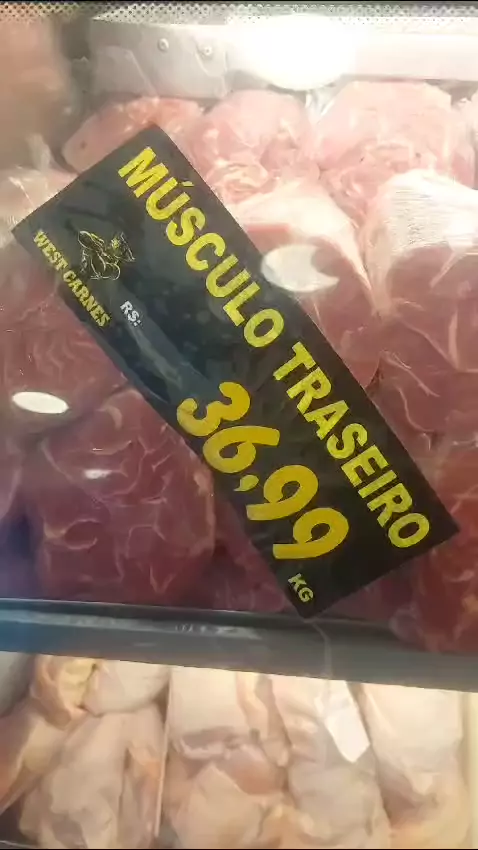 MÚSCULO TRASEIRO
WEST CARNES
R$:
36,99
KG